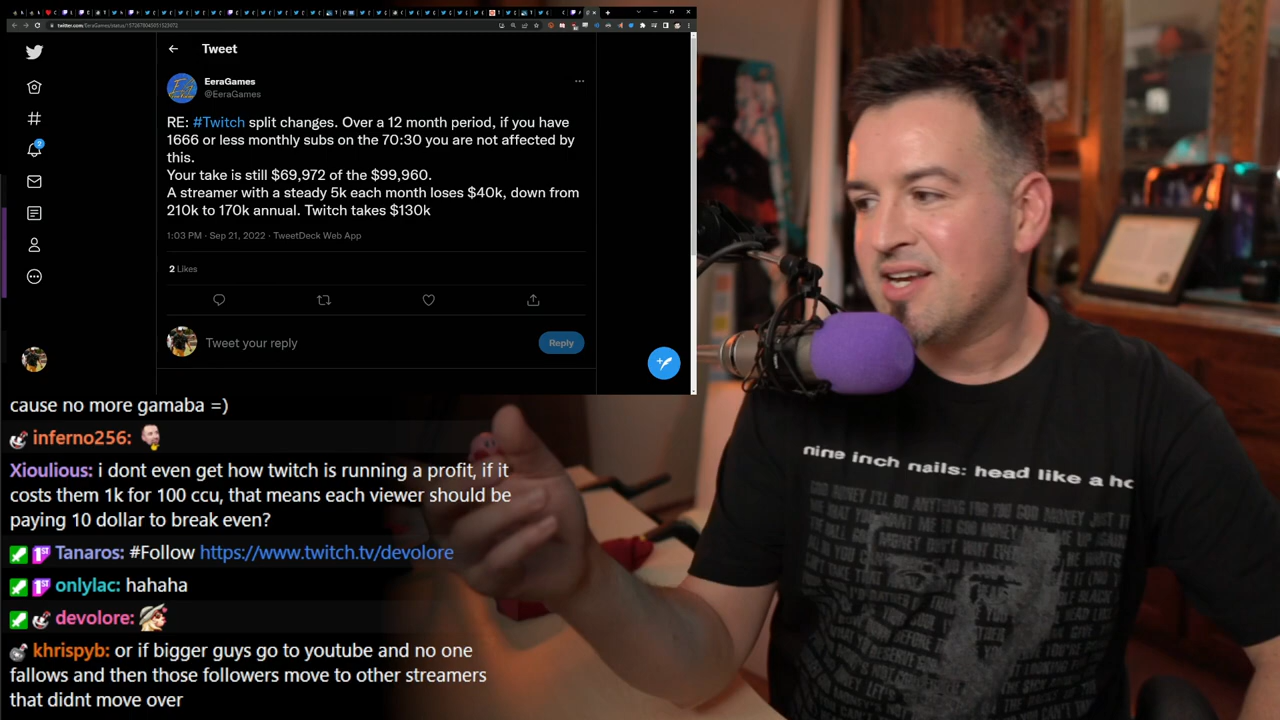 twitter.com/EeraGames/status/1572678045051523072
Tweet
EeraGames
@EeraGames
RE: #Twitch split changes. Over a 12 month period, if you have
1666 or less monthly subs on the 70:30 you are not affected by
this.
Your take is still $69,972 of the $99,960.
A streamer with a steady 5k each month loses $40k, down from
210k to 170k annual. Twitch takes $130k
1:03 PM · Sep 21, 2022 · TweetDeck Web App
2 Likes
2
Tweet your reply
Reply
cause no more gamaba =)
inferno256:
Xioulious: i dont even get how twitch is running a profit, if it
costs them 1k for 100 ccu, that means each viewer should be
paying 10 dollar to break even?
Tanaros: #Follow https://www.twitch.tv/devolore
onlylac: hahaha
devolore:
khrispyb: or if bigger guys go to youtube and no one
fallows and then those followers move to other streamers
that didnt move over
nine inch nails: head like a ho